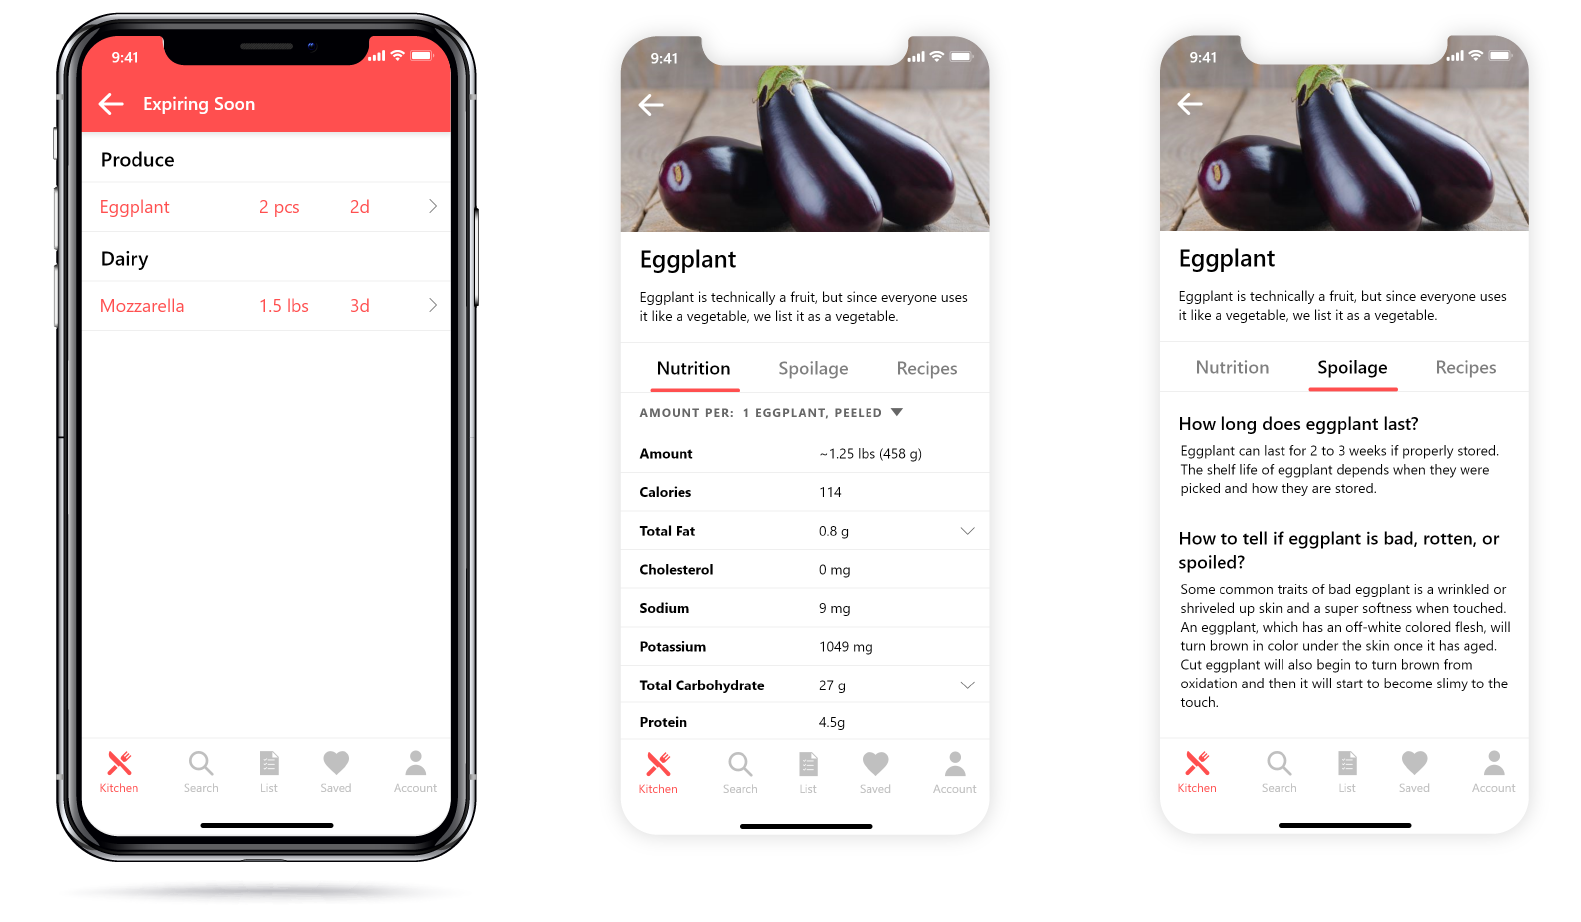 9:41
Expiring Soon
Produce
Eggplant 2 pcs 2d
Dairy
Mozzarella 1.5 lbs 3d
Kitchen Search List Saved Account
9:41
Eggplant
Eggplant is technically a fruit, but since everyone uses
it like a vegetable, we list it as a vegetable.
Nutrition Spoilage Recipes
AMOUNT PER: 1 EGGPLANT, PEELED
Amount ~1.25 lbs (458 g)
Calories 114
Total Fat 0.8 g
Cholesterol 0 mg
Sodium 9 mg
Potassium 1049 mg
Total Carbohydrate 27 g
Protein 4.5g
Kitchen Search List Saved Account
9:41
Eggplant
Eggplant is technically a fruit, but since everyone uses
it like a vegetable, we list it as a vegetable.
Nutrition Spoilage Recipes
How long does eggplant last?
Eggplant can last for 2 to 3 weeks if properly stored.
The shelf life of eggplant depends when they were
picked and how they are stored.
How to tell if eggplant is bad, rotten, or
spoiled?
Some common traits of bad eggplant is a wrinkled or
shriveled up skin and a super softness when touched.
An eggplant, which has an off-white colored flesh, will
turn brown in color under the skin once it has aged.
Cut eggplant will also begin to turn brown from
oxidation and then it will start to become slimy to the
touch.
Kitchen Search List Saved Account